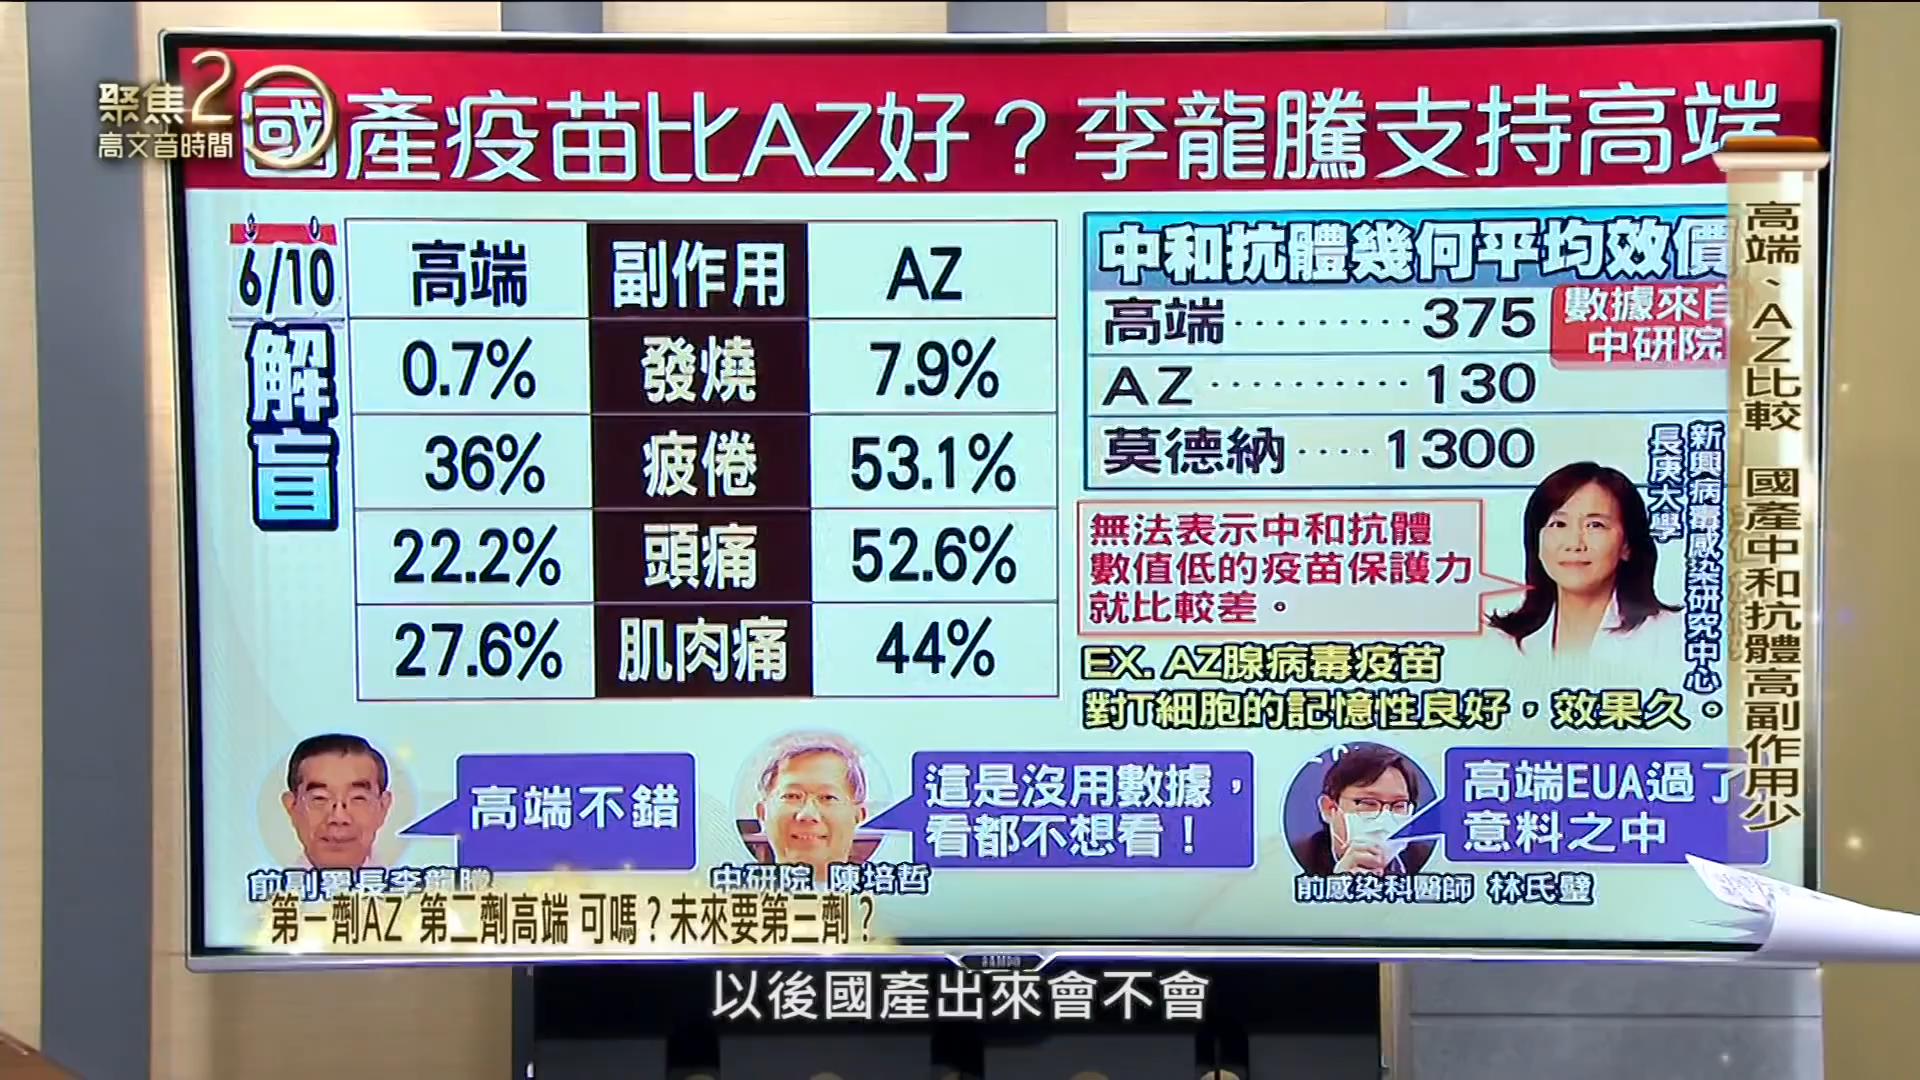 聚焦2.0
高文音時間
國產疫苗比AZ好？李龍騰支持高端
6/10
解盲
高端 副作用 AZ
0.7% 發燒 7.9%
36% 疲倦 53.1%
22.2% 頭痛 52.6%
27.6% 肌肉痛 44%
中和抗體幾何平均效價
高端·········375
AZ··········130
莫德納····1300
數據來自
中研院
無法表示中和抗體
數值低的疫苗保護力
就比較差。
長庚大學
新興病毒感染研究中心
EX. AZ腺病毒疫苗
對T細胞的記憶性良好，效果久。
高端不錯
前副署長李龍騰
這是沒用數據，
看都不想看！
中研院 陳培哲
高端EUA過了
意料之中
前感染科醫師 林氏璧
高端、AZ比較 國產中和抗體高副作用少
第一劑AZ 第二劑高端 可嗎？未來要第三劑？
SAMPO
以後國產出來會不會